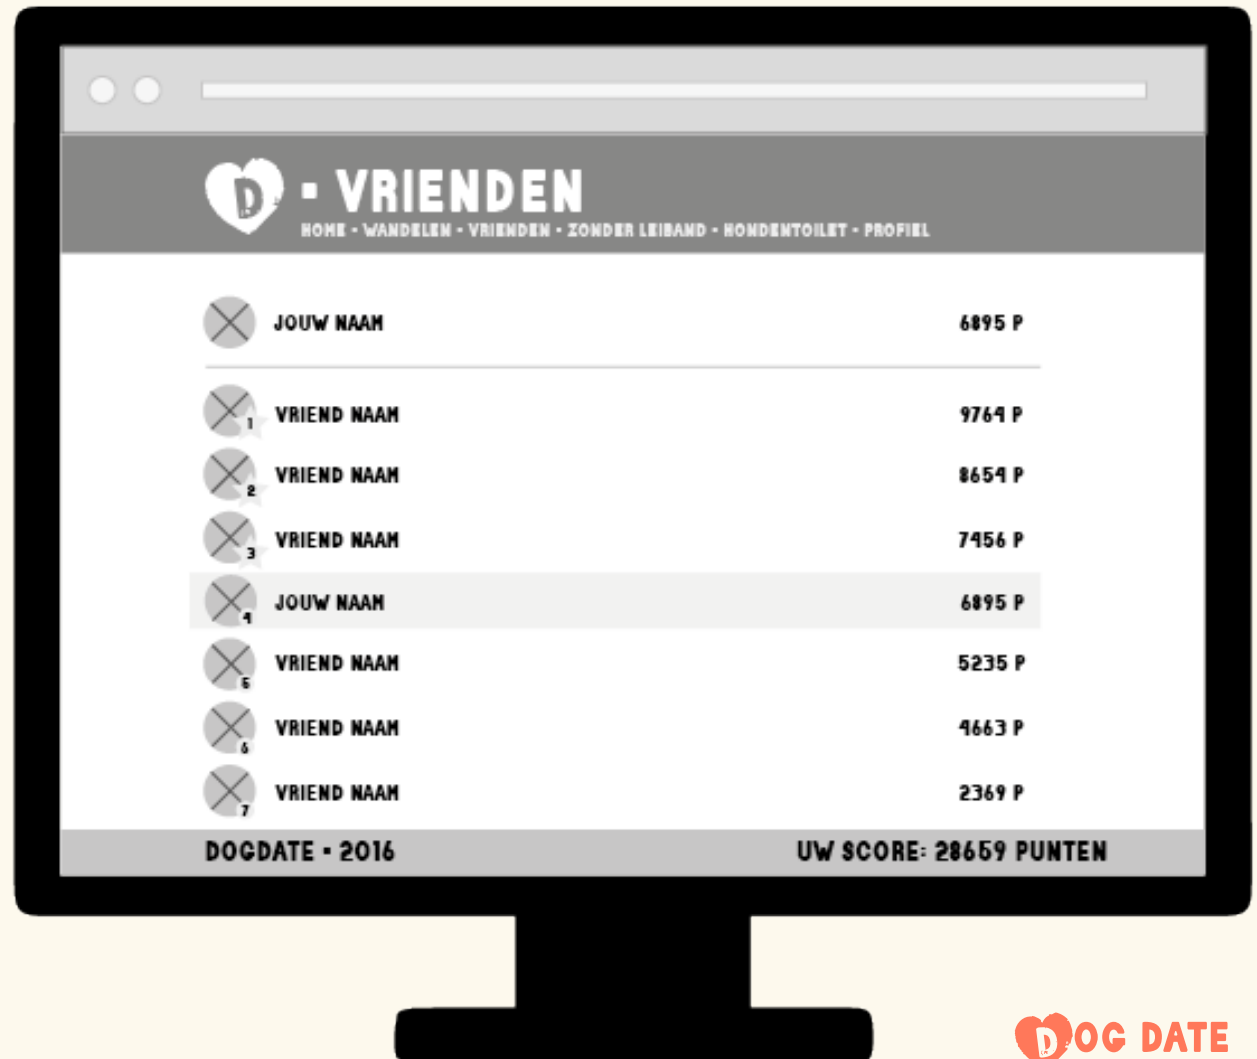 D - VRIENDEN
HOME - WANDELEN - VRIENDEN - ZONDER LEIBAND - HONDENTOILET - PROFIEL
JOUW NAAM 6895 P
1 VRIEND NAAM 9764 P
2 VRIEND NAAM 8654 P
3 VRIEND NAAM 7456 P
4 JOUW NAAM 6895 P
5 VRIEND NAAM 5235 P
6 VRIEND NAAM 4663 P
7 VRIEND NAAM 2369 P
DOGDATE - 2016 UW SCORE: 28659 PUNTEN
DOG DATE